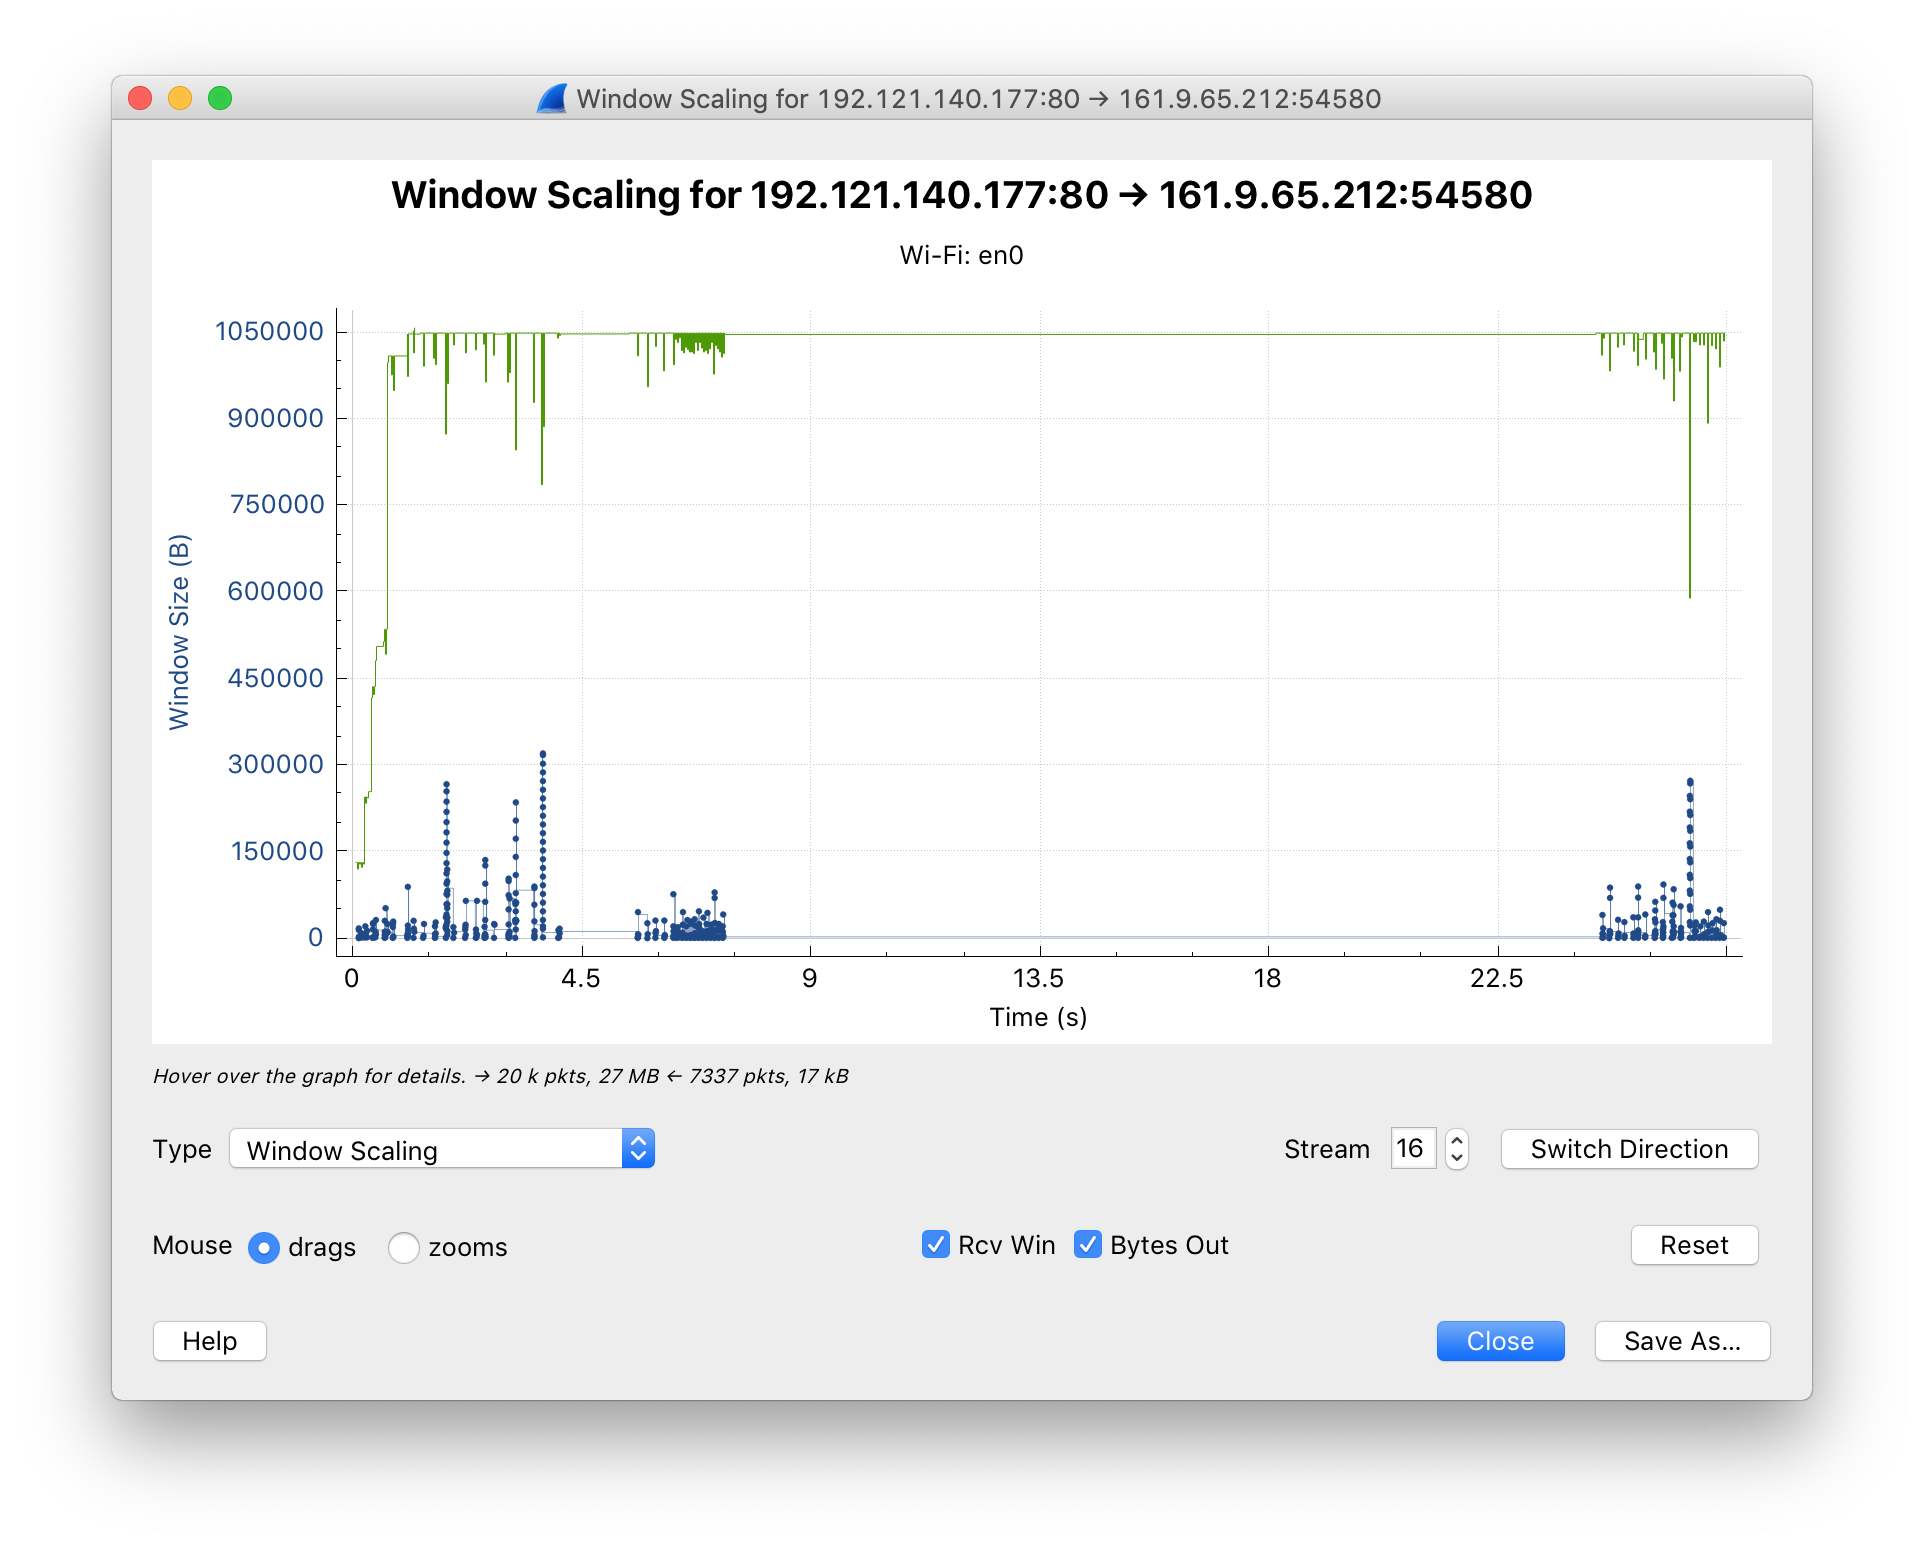 Window Scaling for 192.121.140.177:80 → 161.9.65.212:54580
Window Scaling for 192.121.140.177:80 → 161.9.65.212:54580
Wi-Fi: en0
Window Size (B)
1050000
900000
750000
600000
450000
300000
150000
0
0 4.5 9 13.5 18 22.5
Time (s)
Hover over the graph for details. → 20 k pkts, 27 MB ← 7337 pkts, 17 kB
Type Window Scaling Stream 16 Switch Direction
Mouse drags zooms Rcv Win Bytes Out Reset
Help Close Save As...